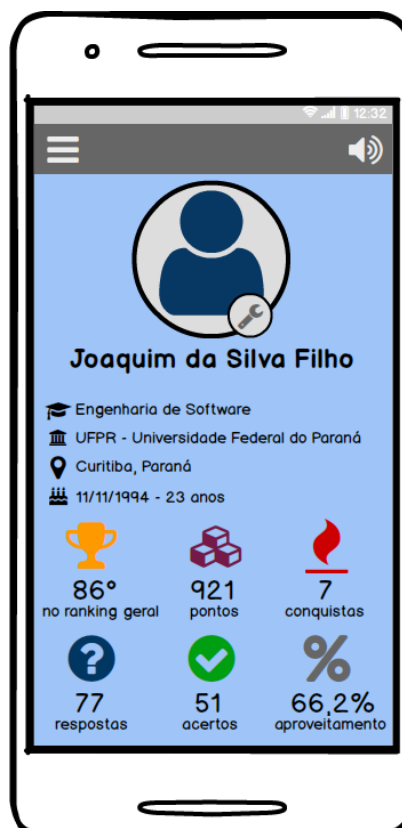 12:32
Joaquim da Silva Filho
Engenharia de Software
UFPR - Universidade Federal do Paraná
Curitiba, Paraná
11/11/1994 - 23 anos
86° 921 7
no ranking geral pontos conquistas
?
%
77 51 66,2%
respostas acertos aproveitamento